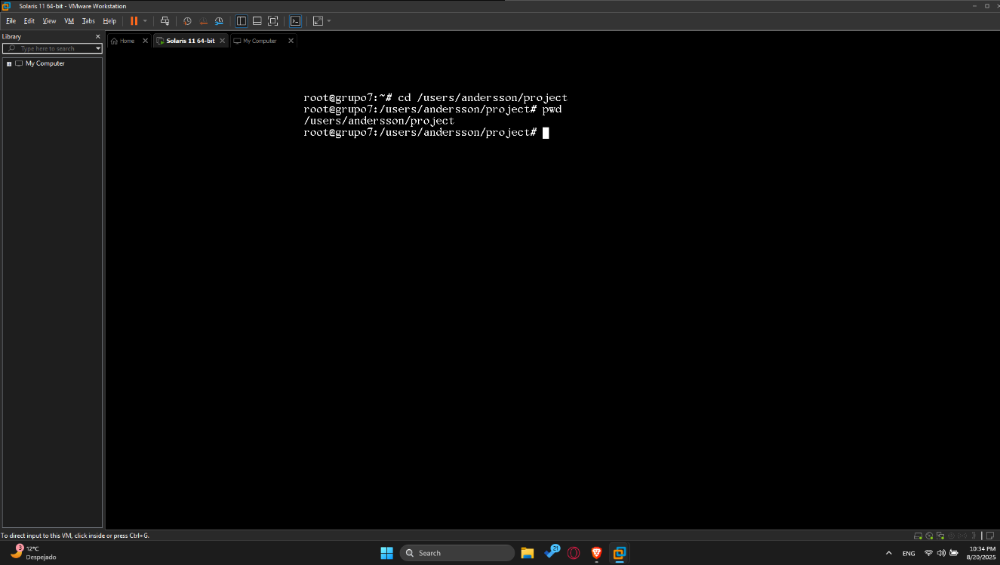 Solaris 11 64-bit - VMware Workstation
File Edit View VM Tabs Help
Library
Type here to search
My Computer
Home
Solaris 11 64-bit
My Computer
root@grupo7:~# cd /users/andersson/project
root@grupo7:/users/andersson/project# pwd
/users/andersson/project
root@grupo7:/users/andersson/project#
To direct input to this VM, click inside or press Ctrl+G.
3
12°C
Despejado
Search
21
ENG
10:34 PM
8/20/2025